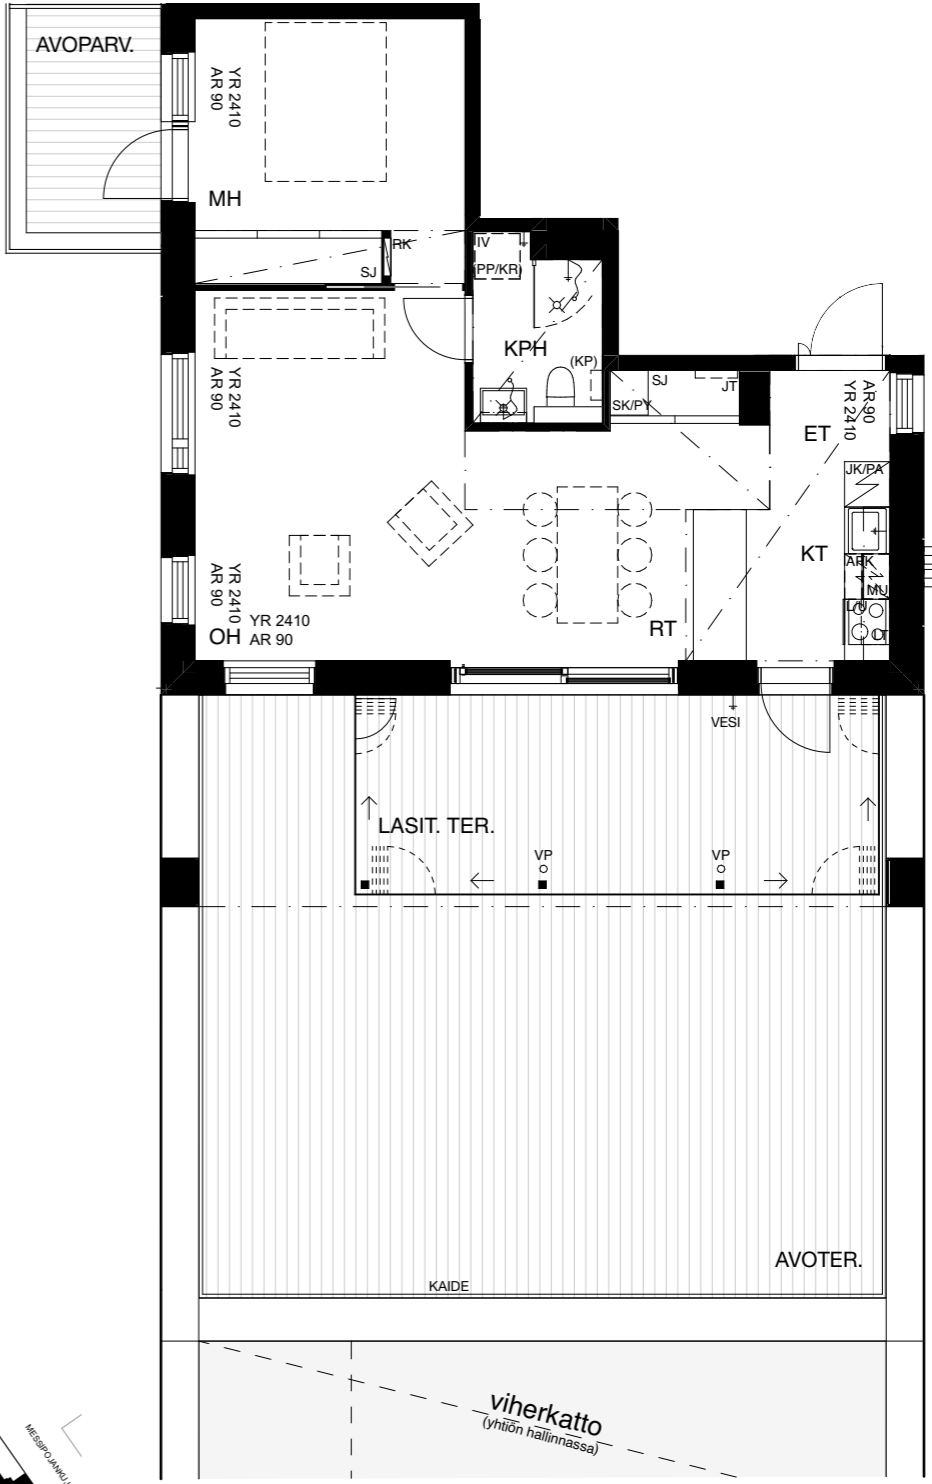 AVOPARV.
YR 2410
AR 90
MH
RK
SJ
IV
(PP/KR)
KPH
(KP)
YR 2410
AR 90
SJ
JT
SK/PY
AR 90
YR 2410
ET
JK/PA
KT
APK
MU
L/U
LT
YR 2410
AR 90
OH
YR 2410
AR 90
RT
VESI
LASIT. TER.
VP
VP
AVOTER.
KAIDE
viherkatto
(yhtiön hallinnassa)